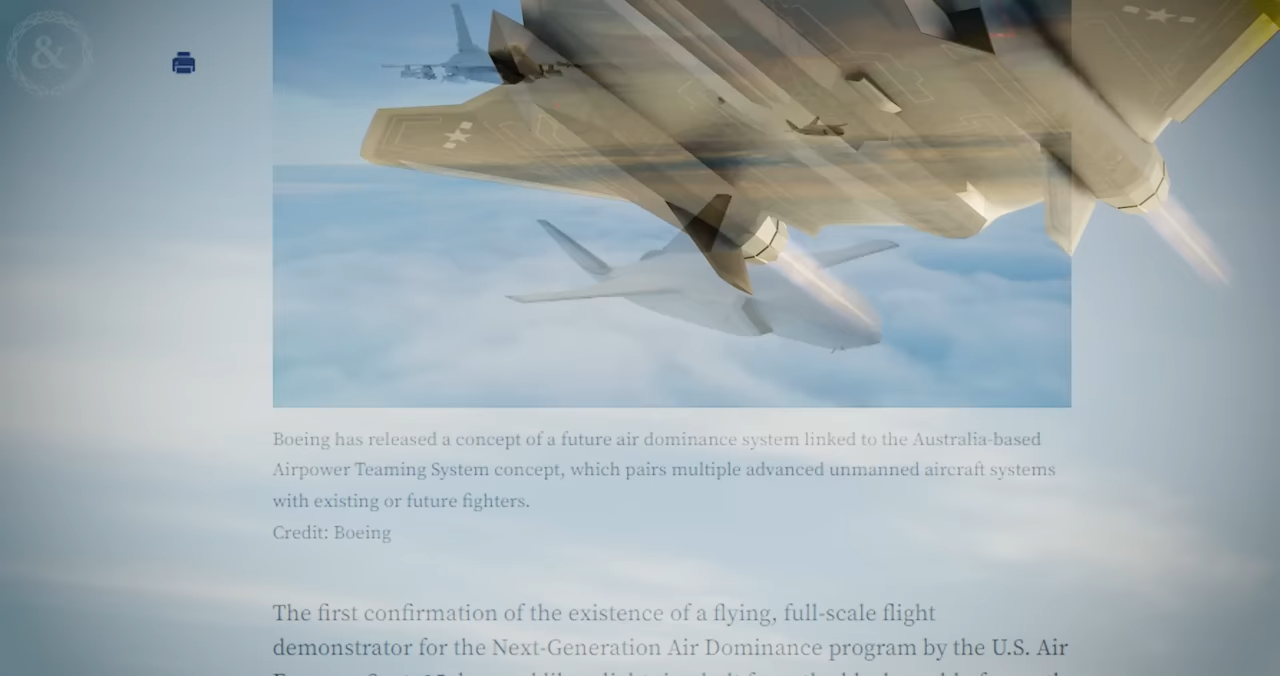 &
Boeing has released a concept of a future air dominance system linked to the Australia-based
Airpower Teaming System concept, which pairs multiple advanced unmanned aircraft systems
with existing or future fighters.
Credit: Boeing
The first confirmation of the existence of a flying, full-scale flight
demonstrator for the Next-Generation Air Dominance program by the U.S. Air